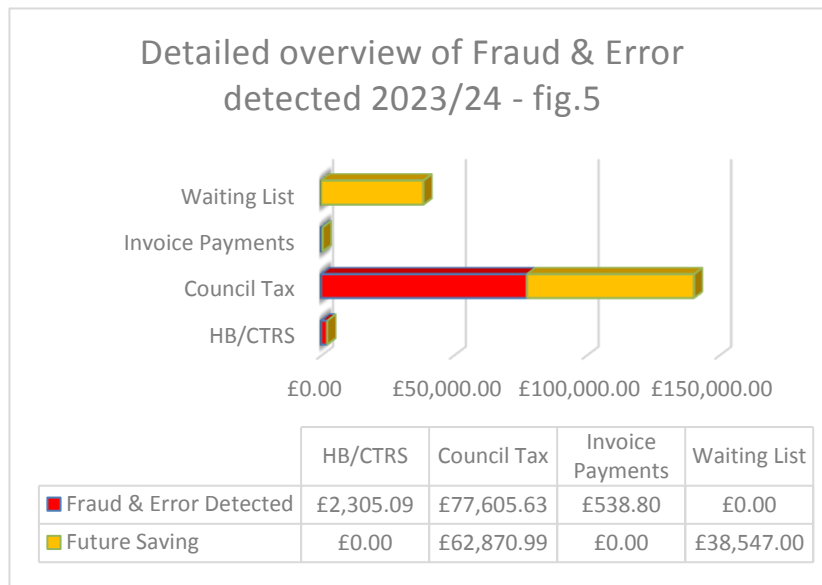 Detailed overview of Fraud & Error
detected 2023/24 - fig.5
Waiting List
Invoice Payments
Council Tax
HB/CTRS
£0.00 £50,000.00 £100,000.00 £150,000.00
HB/CTRS Council Tax Invoice Payments Waiting List
Fraud & Error Detected £2,305.09 £77,605.63 £538.80 £0.00
Future Saving £0.00 £62,870.99 £0.00 £38,547.00